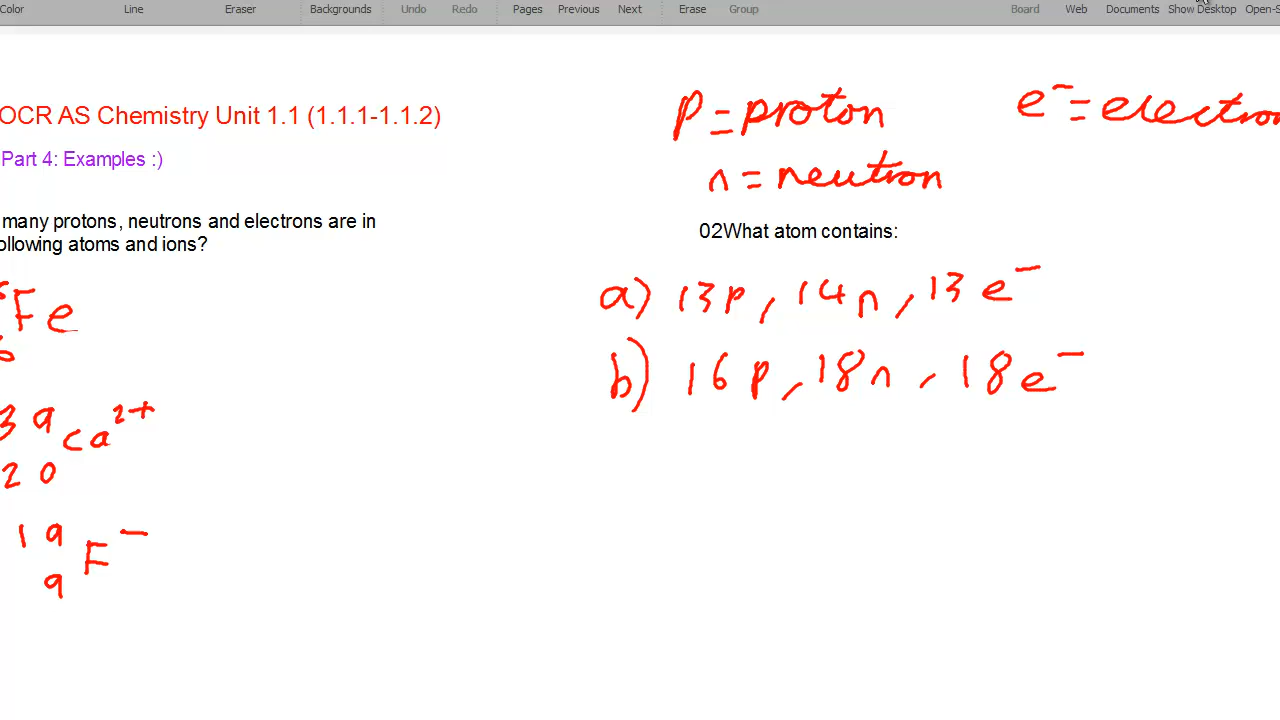 Color Line Eraser Backgrounds Undo Redo Pages Previous Next Erase Group Board Web Documents Show Desktop Open-S
OCR AS Chemistry Unit 1.1 (1.1.1-1.1.2)
Part 4: Examples :)
many protons, neutrons and electrons are in
ollowing atoms and ions?
Fe
39
Ca²⁺
20
19
F⁻
9
p = proton
e⁻ = electron
n = neutron
02What atom contains:
a) 13p, 14n, 13e⁻
b) 16p, 18n, 18e⁻